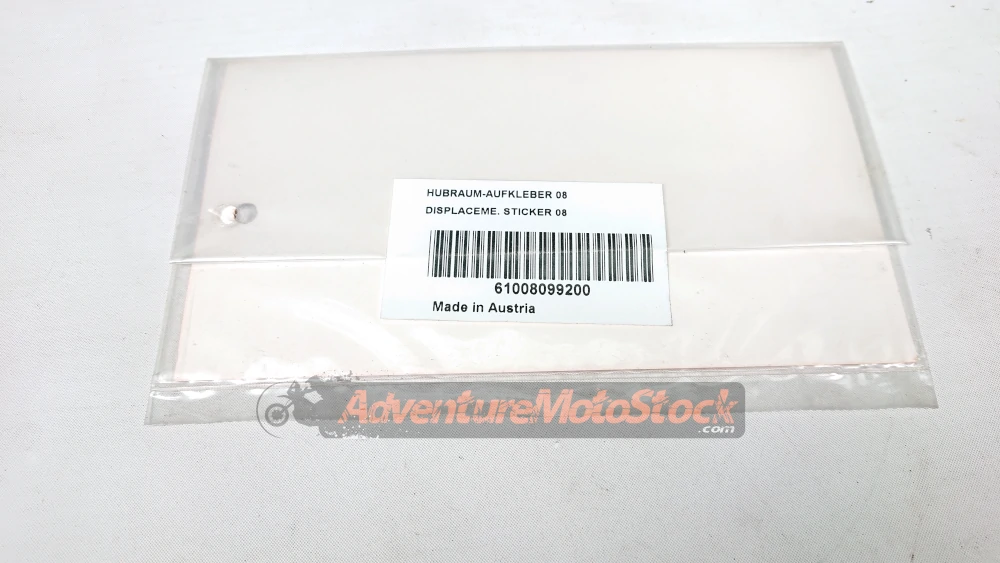 HUBRAUM-AUFKLEBER 08
DISPLACEME. STICKER 08
61008099200
Made in Austria
AdventureMotoStock
.com